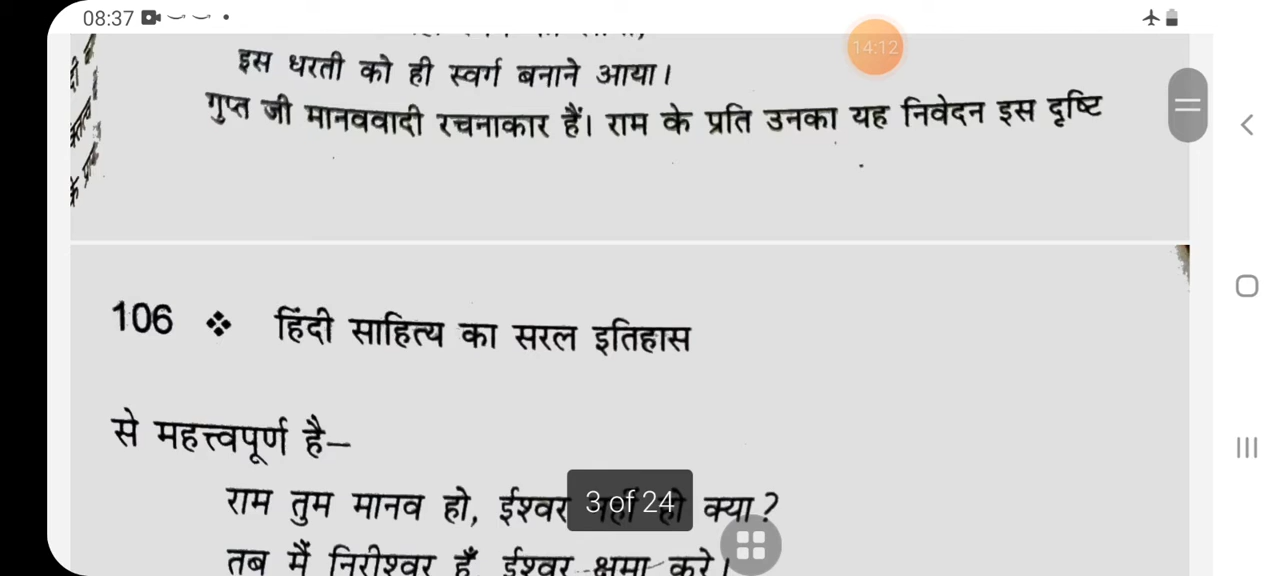 08:37
14:12
इस धरती को ही स्वर्ग बनाने आया।
गुप्त जी मानववादी रचनाकार हैं। राम के प्रति उनका यह निवेदन इस दृष्टि
106 ❖ हिंदी साहित्य का सरल इतिहास
से महत्त्वपूर्ण है–
राम तुम मानव हो, ईश्वर नहीं हो क्या?
3 of 24
तब मैं निरीश्वर हूँ, ईश्वर क्षमा करे।